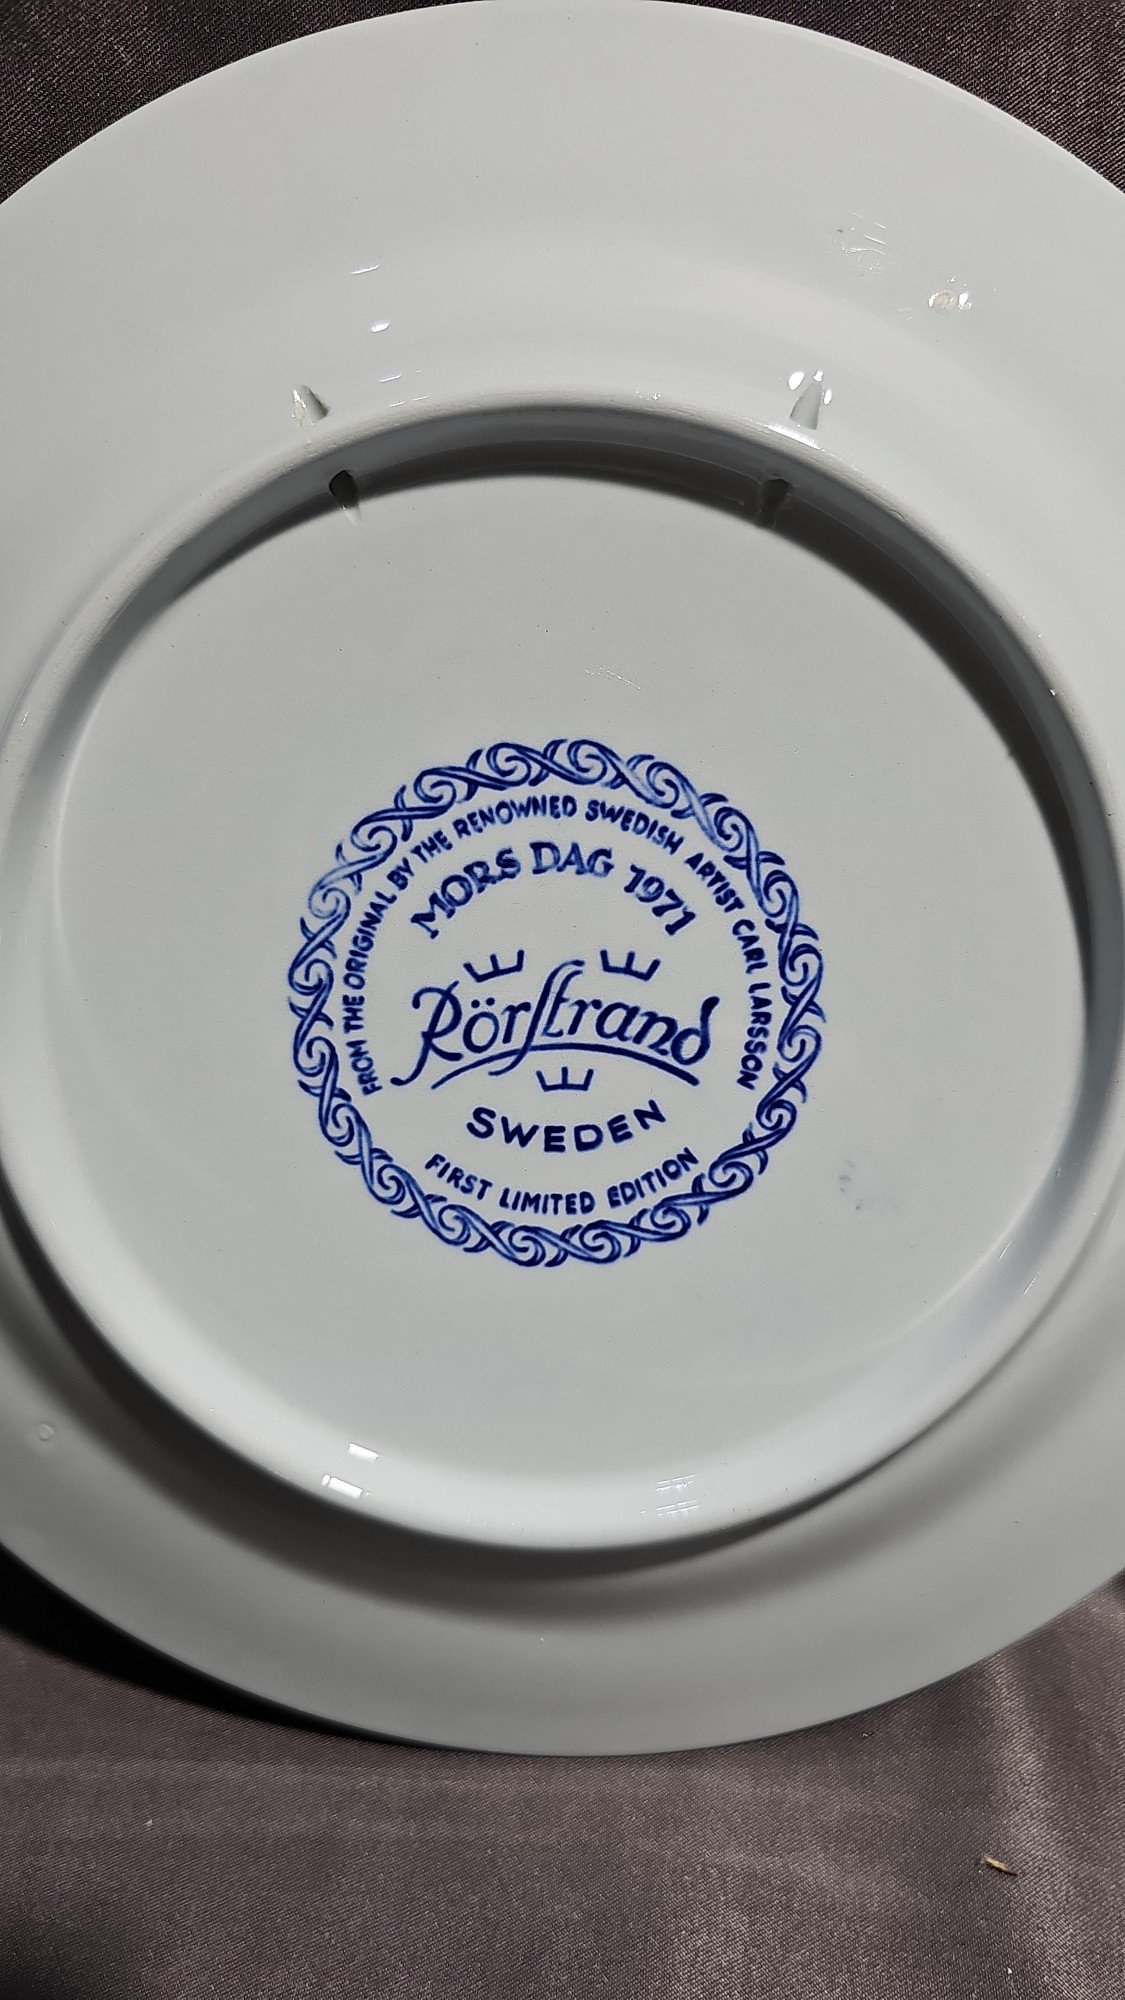 FROM THE ORIGINAL BY THE RENOWNED SWEDISH ARTIST CARL LARSSON
MORS DAG 1971
Rörstrand
SWEDEN
FIRST LIMITED EDITION